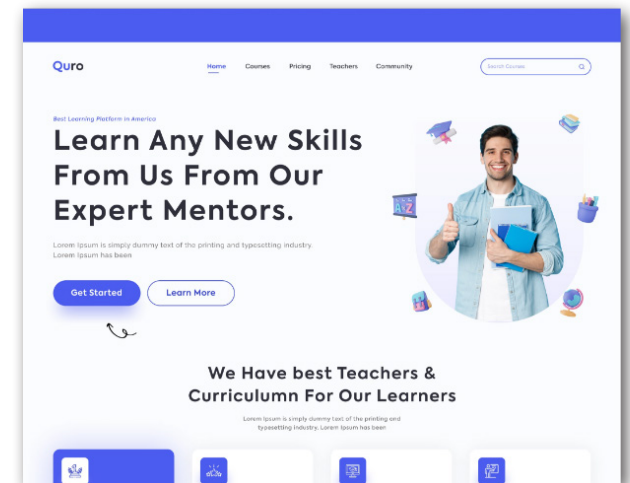 Quro
Home Courses Pricing Teachers Community
Search Courses
Best Learning Platform in America
Learn Any New Skills
From Us From Our
Expert Mentors.
Lorem Ipsum is simply dummy text of the printing and typesetting industry.
Lorem Ipsum has been
Get Started Learn More
A Z
We Have best Teachers &
Curriculumn For Our Learners
Lorem Ipsum is simply dummy text of the printing and
typesetting industry. Lorem Ipsum has been